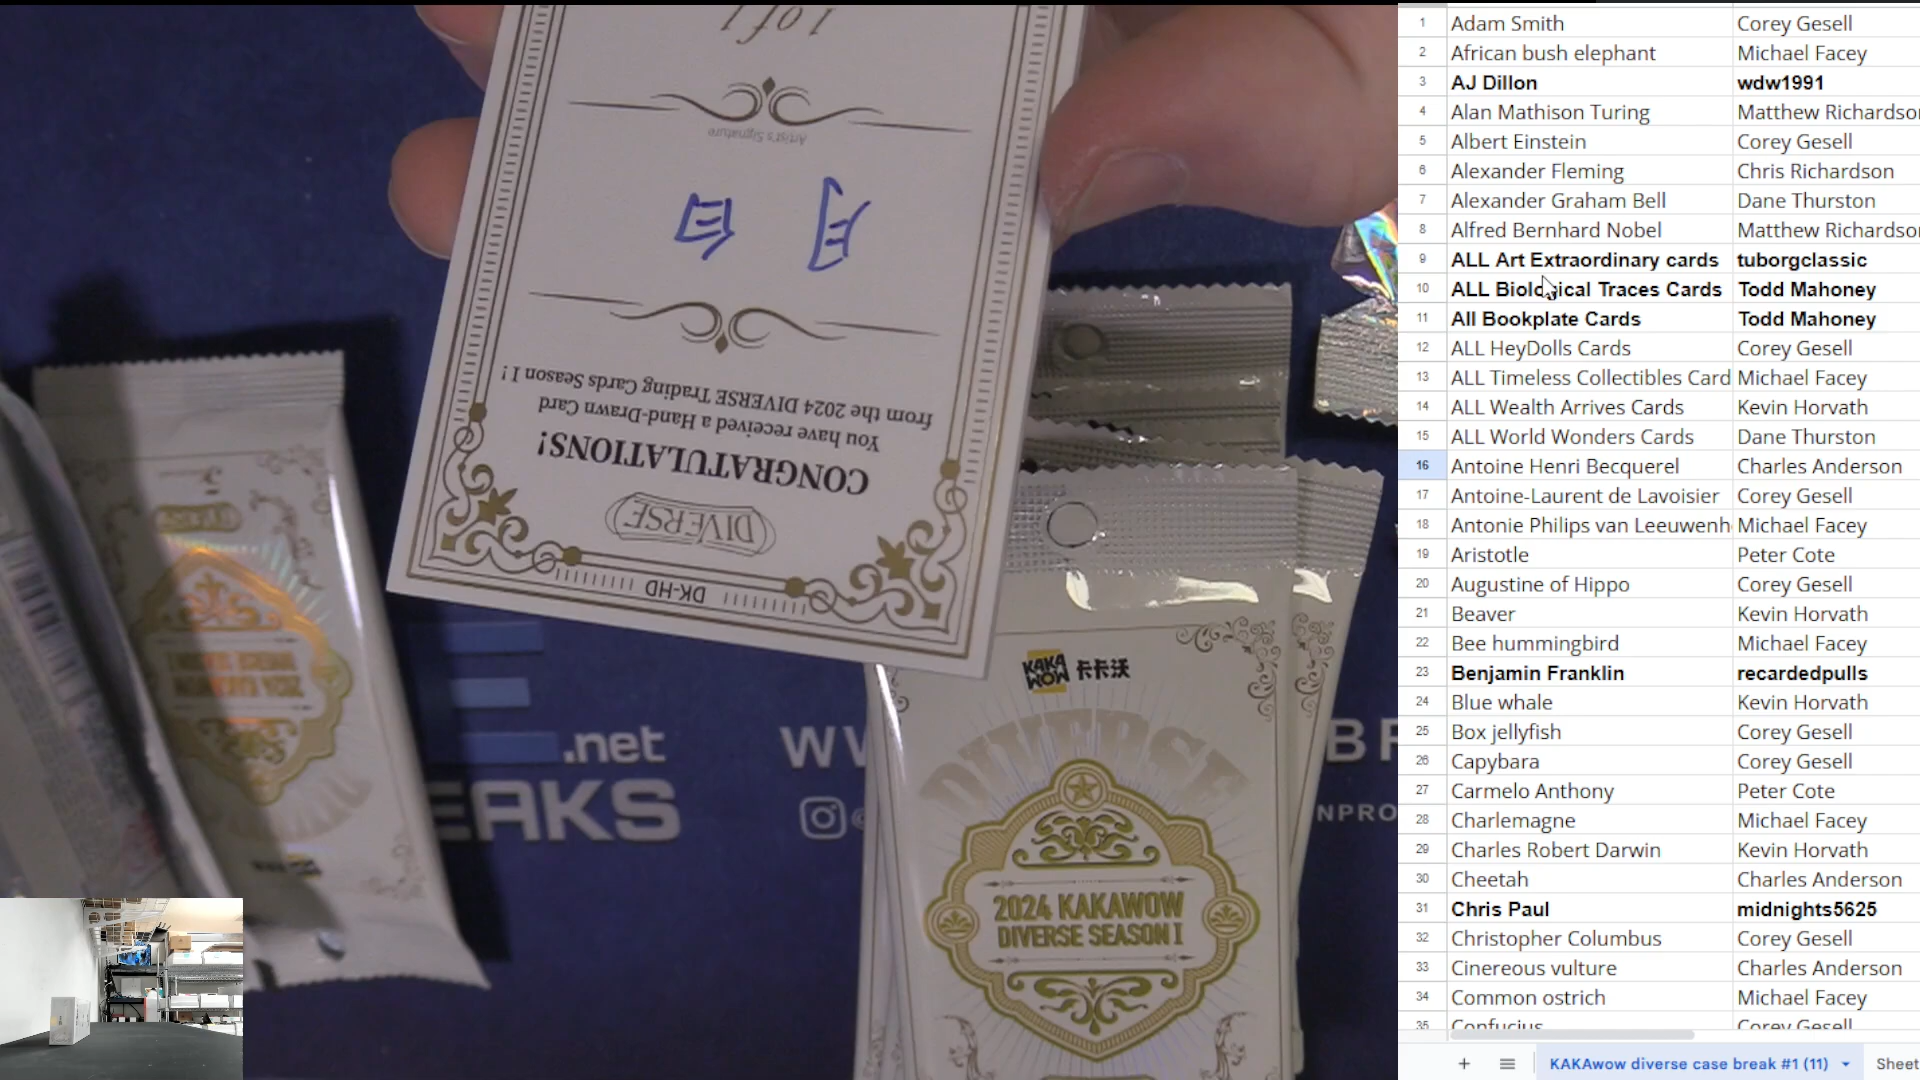 1 of 1
Artist's Signature
月白
CONGRATULATIONS!
You have received a Hand-Drawn Card
from the 2024 DIVERSE Trading Cards Season I !
DIVERSE
DK-HD
KAKA
WOW 卡卡沃
DIVERSE
2024 KAKAWOW
DIVERSE SEASON I
.net
EAKS
1 Adam Smith Corey Gesell
2 African bush elephant Michael Facey
3 AJ Dillon wdw1991
4 Alan Mathison Turing Matthew Richardso
5 Albert Einstein Corey Gesell
6 Alexander Fleming Chris Richardson
7 Alexander Graham Bell Dane Thurston
8 Alfred Bernhard Nobel Matthew Richardso
9 ALL Art Extraordinary cards tuborgclassic
10 ALL Biological Traces Cards Todd Mahoney
11 All Bookplate Cards Todd Mahoney
12 ALL HeyDolls Cards Corey Gesell
13 ALL Timeless Collectibles Card Michael Facey
14 ALL Wealth Arrives Cards Kevin Horvath
15 ALL World Wonders Cards Dane Thurston
16 Antoine Henri Becquerel Charles Anderson
17 Antoine-Laurent de Lavoisier Corey Gesell
18 Antonie Philips van Leeuwenh Michael Facey
19 Aristotle Peter Cote
20 Augustine of Hippo Corey Gesell
21 Beaver Kevin Horvath
22 Bee hummingbird Michael Facey
23 Benjamin Franklin recardedpulls
24 Blue whale Kevin Horvath
25 Box jellyfish Corey Gesell
26 Capybara Corey Gesell
27 Carmelo Anthony Peter Cote
28 Charlemagne Michael Facey
29 Charles Robert Darwin Kevin Horvath
30 Cheetah Charles Anderson
31 Chris Paul midnights5625
32 Christopher Columbus Corey Gesell
33 Cinereous vulture Charles Anderson
34 Common ostrich Michael Facey
35 Confucius Corey Gesell
KAKAwow diverse case break #1 (11) Sheet